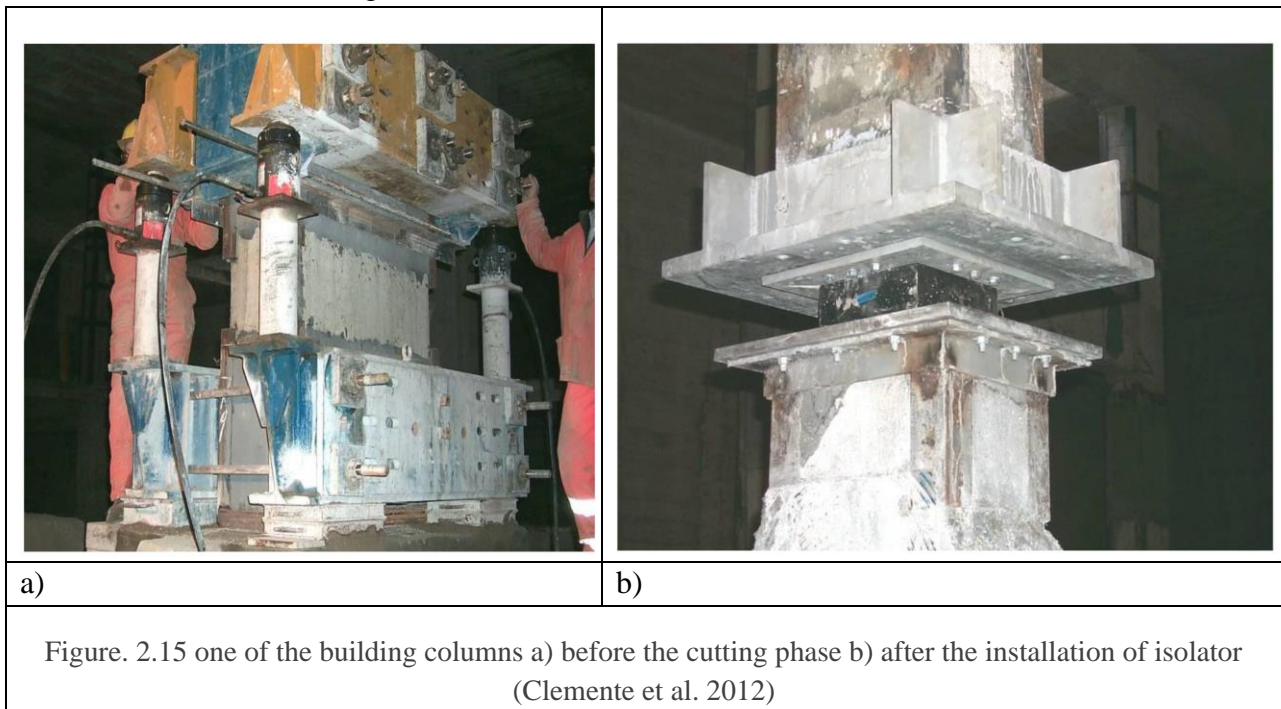 a)
b)
Figure. 2.15 one of the building columns a) before the cutting phase b) after the installation of isolator
(Clemente et al. 2012)